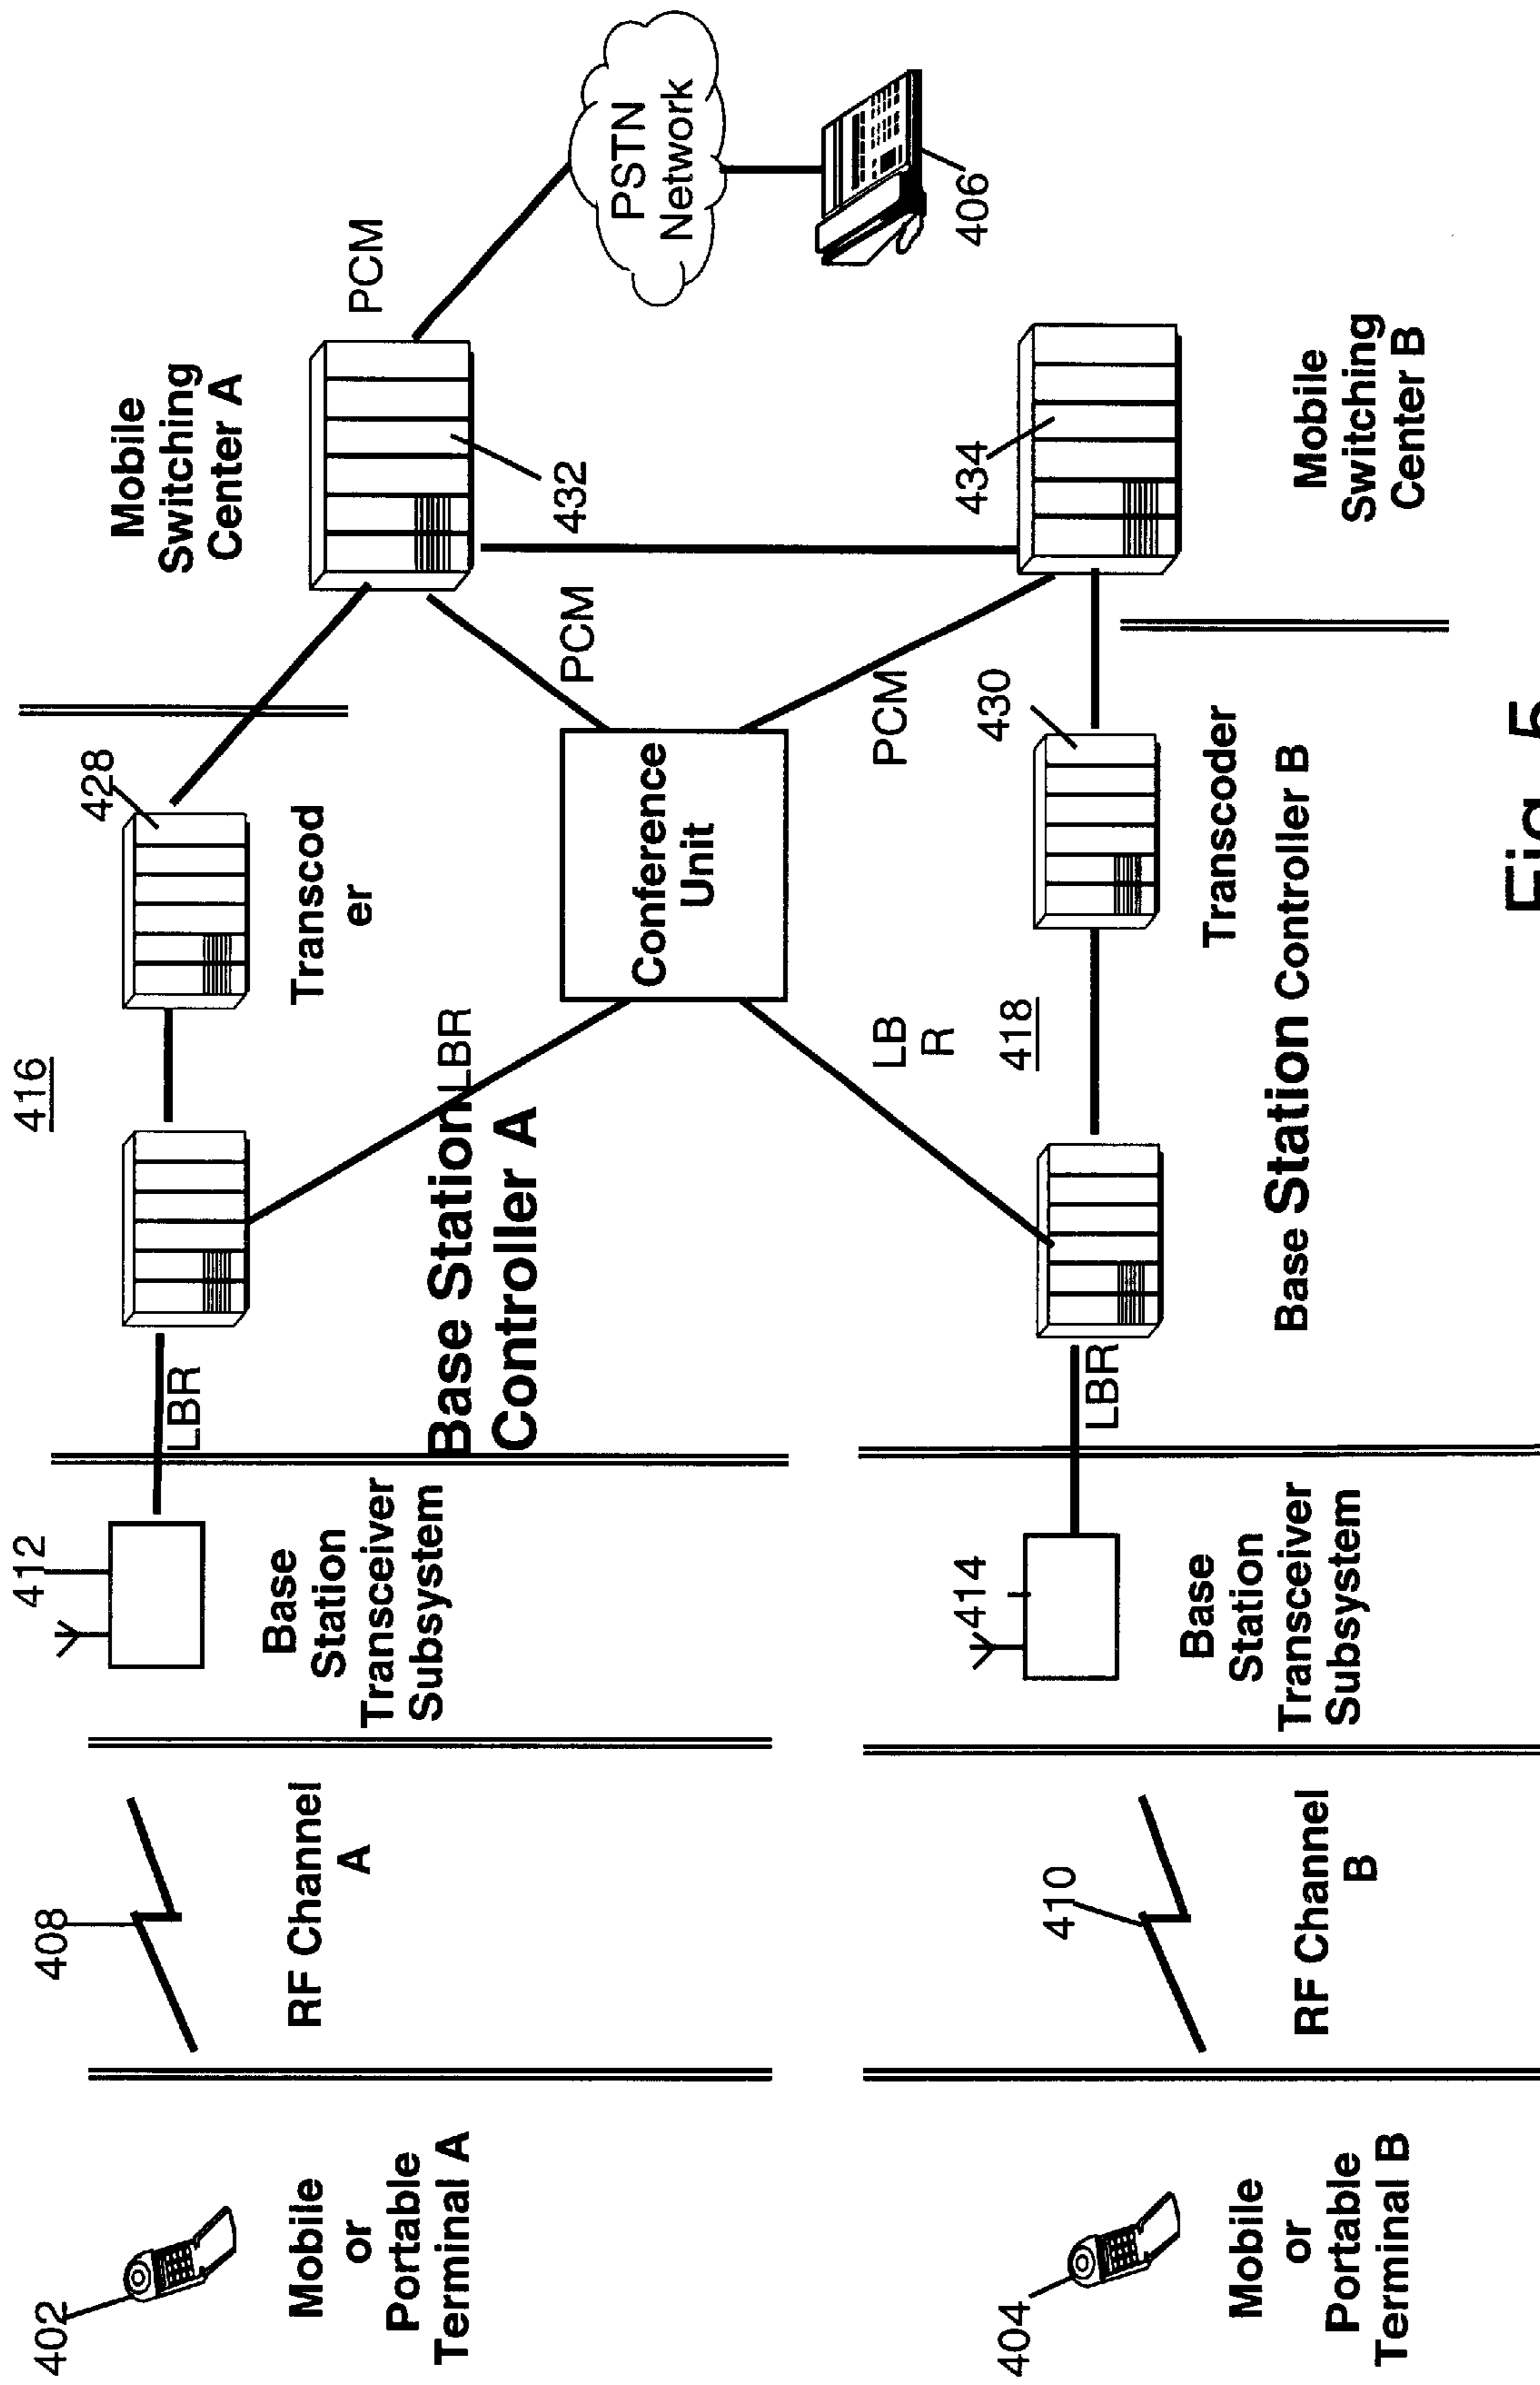 402
Mobile
or
Portable
Terminal A
408
RF Channel
A
412
Base
Station
Transceiver
Subsystem
LBR
416
Base Station
Controller A
LBR
428
Transcod
er
Mobile
Switching
Center A
432
PCM
PCM
PSTN
Network
406
Conference
Unit
PCM
LB
R
404
Mobile
or
Portable
Terminal B
410
RF Channel
B
414
Base
Station
Transceiver
Subsystem
LBR
418
430
Transcoder
Base Station Controller B
434
Mobile
Switching
Center B
Fig. 5